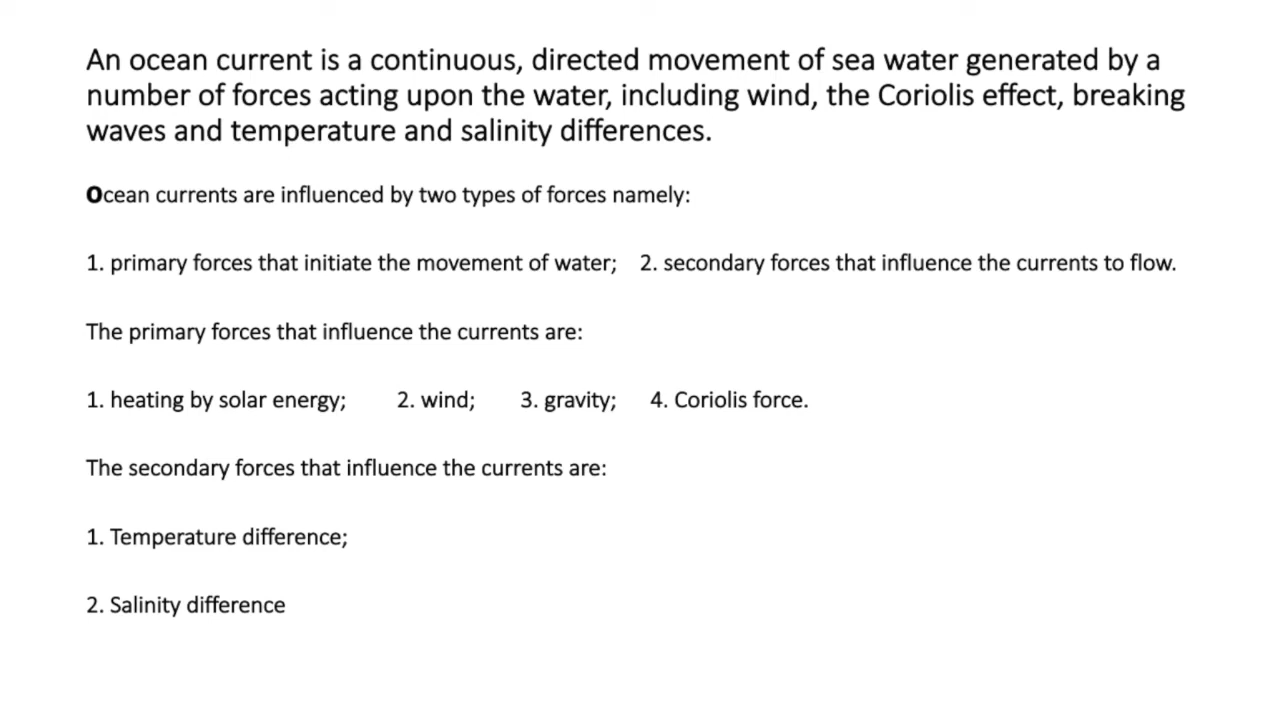 An ocean current is a continuous, directed movement of sea water generated by a
number of forces acting upon the water, including wind, the Coriolis effect, breaking
waves and temperature and salinity differences.
Ocean currents are influenced by two types of forces namely:
1. primary forces that initiate the movement of water; 2. secondary forces that influence the currents to flow.
The primary forces that influence the currents are:
1. heating by solar energy; 2. wind; 3. gravity; 4. Coriolis force.
The secondary forces that influence the currents are:
1. Temperature difference;
2. Salinity difference